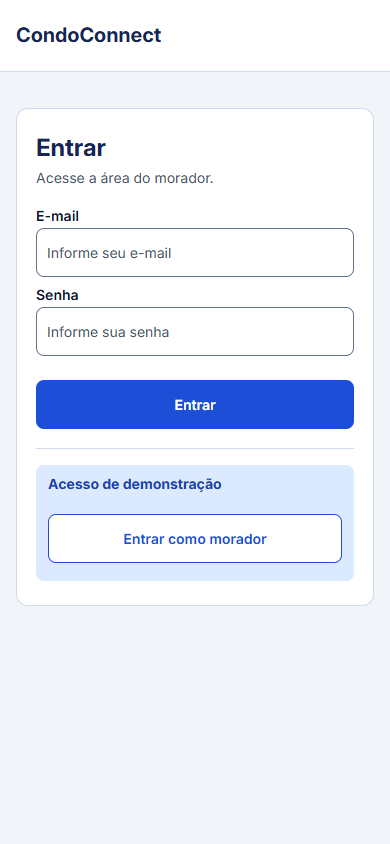 CondoConnect
Entrar
Acesse a área do morador.
E-mail
Informe seu e-mail
Senha
Informe sua senha
Entrar
Acesso de demonstração
Entrar como morador